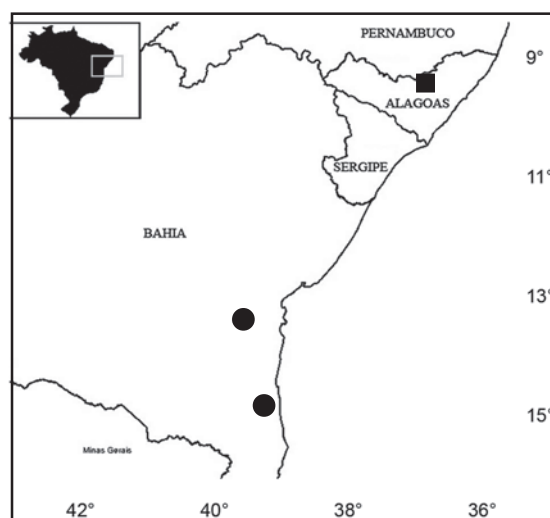 PERNAMBUCO
9°
ALAGOAS
SERGIPE
11°
BAHIA
13°
15°
Minas Gerais
42° 40° 38° 36°